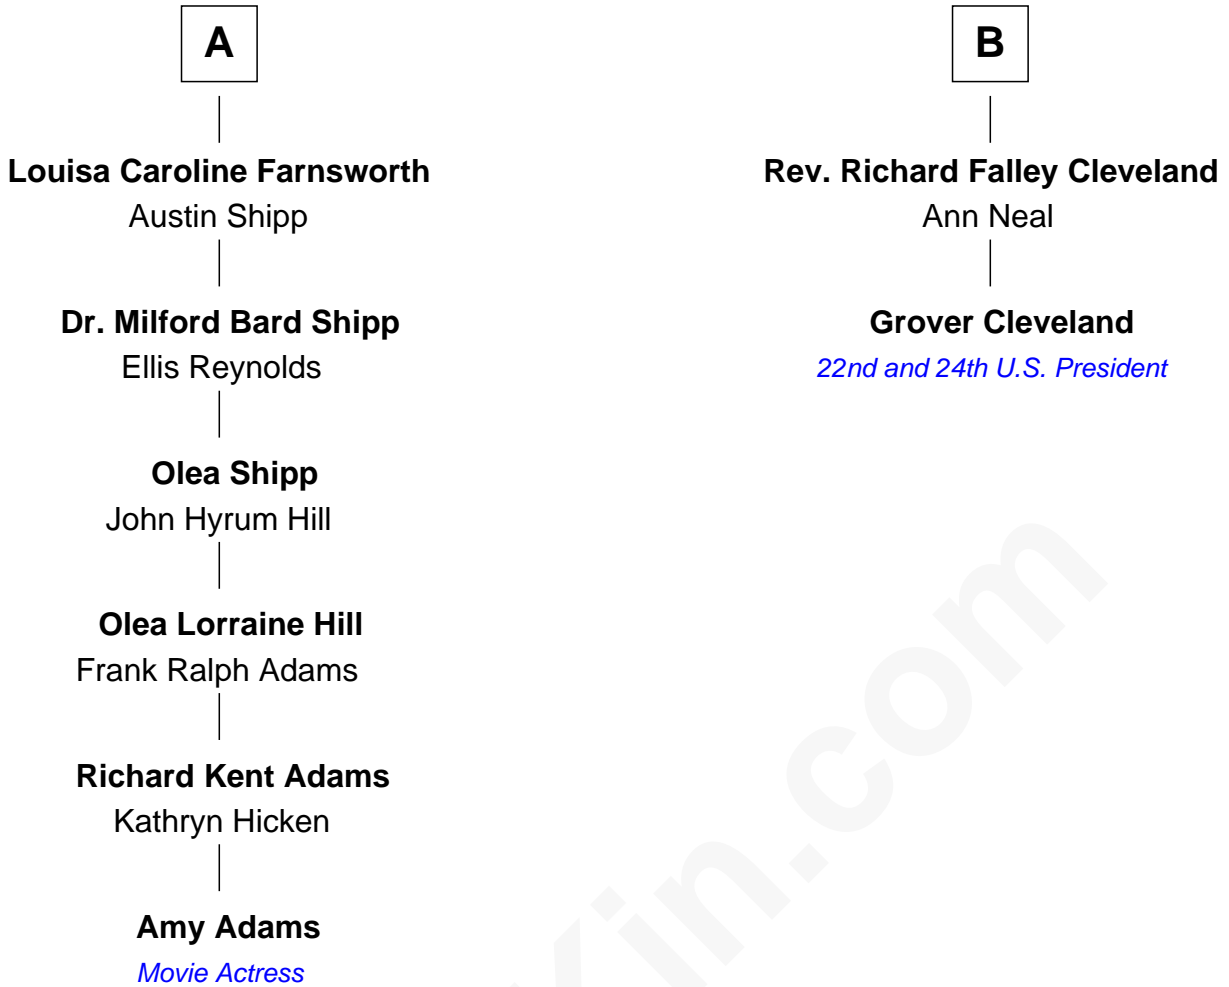 A
Louisa Caroline Farnsworth
Austin Shipp
Dr. Milford Bard Shipp
Ellis Reynolds
Olea Shipp
John Hyrum Hill
Olea Lorraine Hill
Frank Ralph Adams
Richard Kent Adams
Kathryn Hicken
Amy Adams
Movie Actress
B
Rev. Richard Falley Cleveland
Ann Neal
Grover Cleveland
22nd and 24th U.S. President
Kin.com